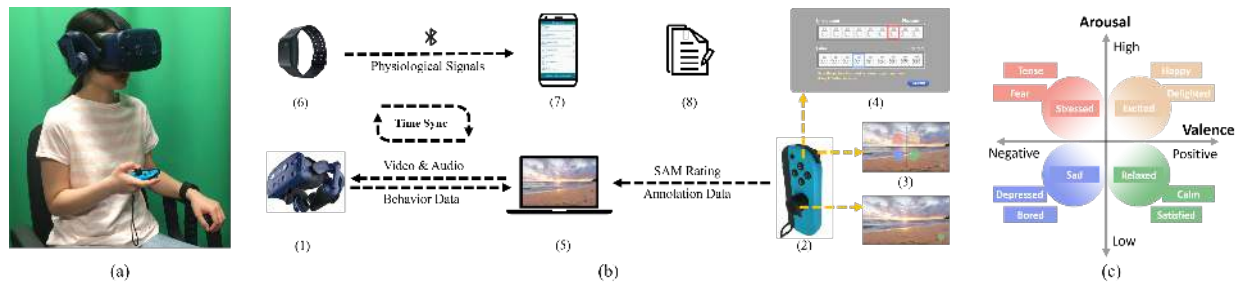 Physiological Signals
(6)
(7)
(8)
(4)
Time Sync
Video & Audio
Behavior Data
SAM Rating
Annotation Data
(3)
(1)
(5)
(2)
(a)
(b)
Arousal
High
Tense
Fear
Stressed
Happy
Delighted
Excited
Valence
Negative
Positive
Sad
Relaxed
Depressed
Bored
Calm
Satisfied
Low
(c)